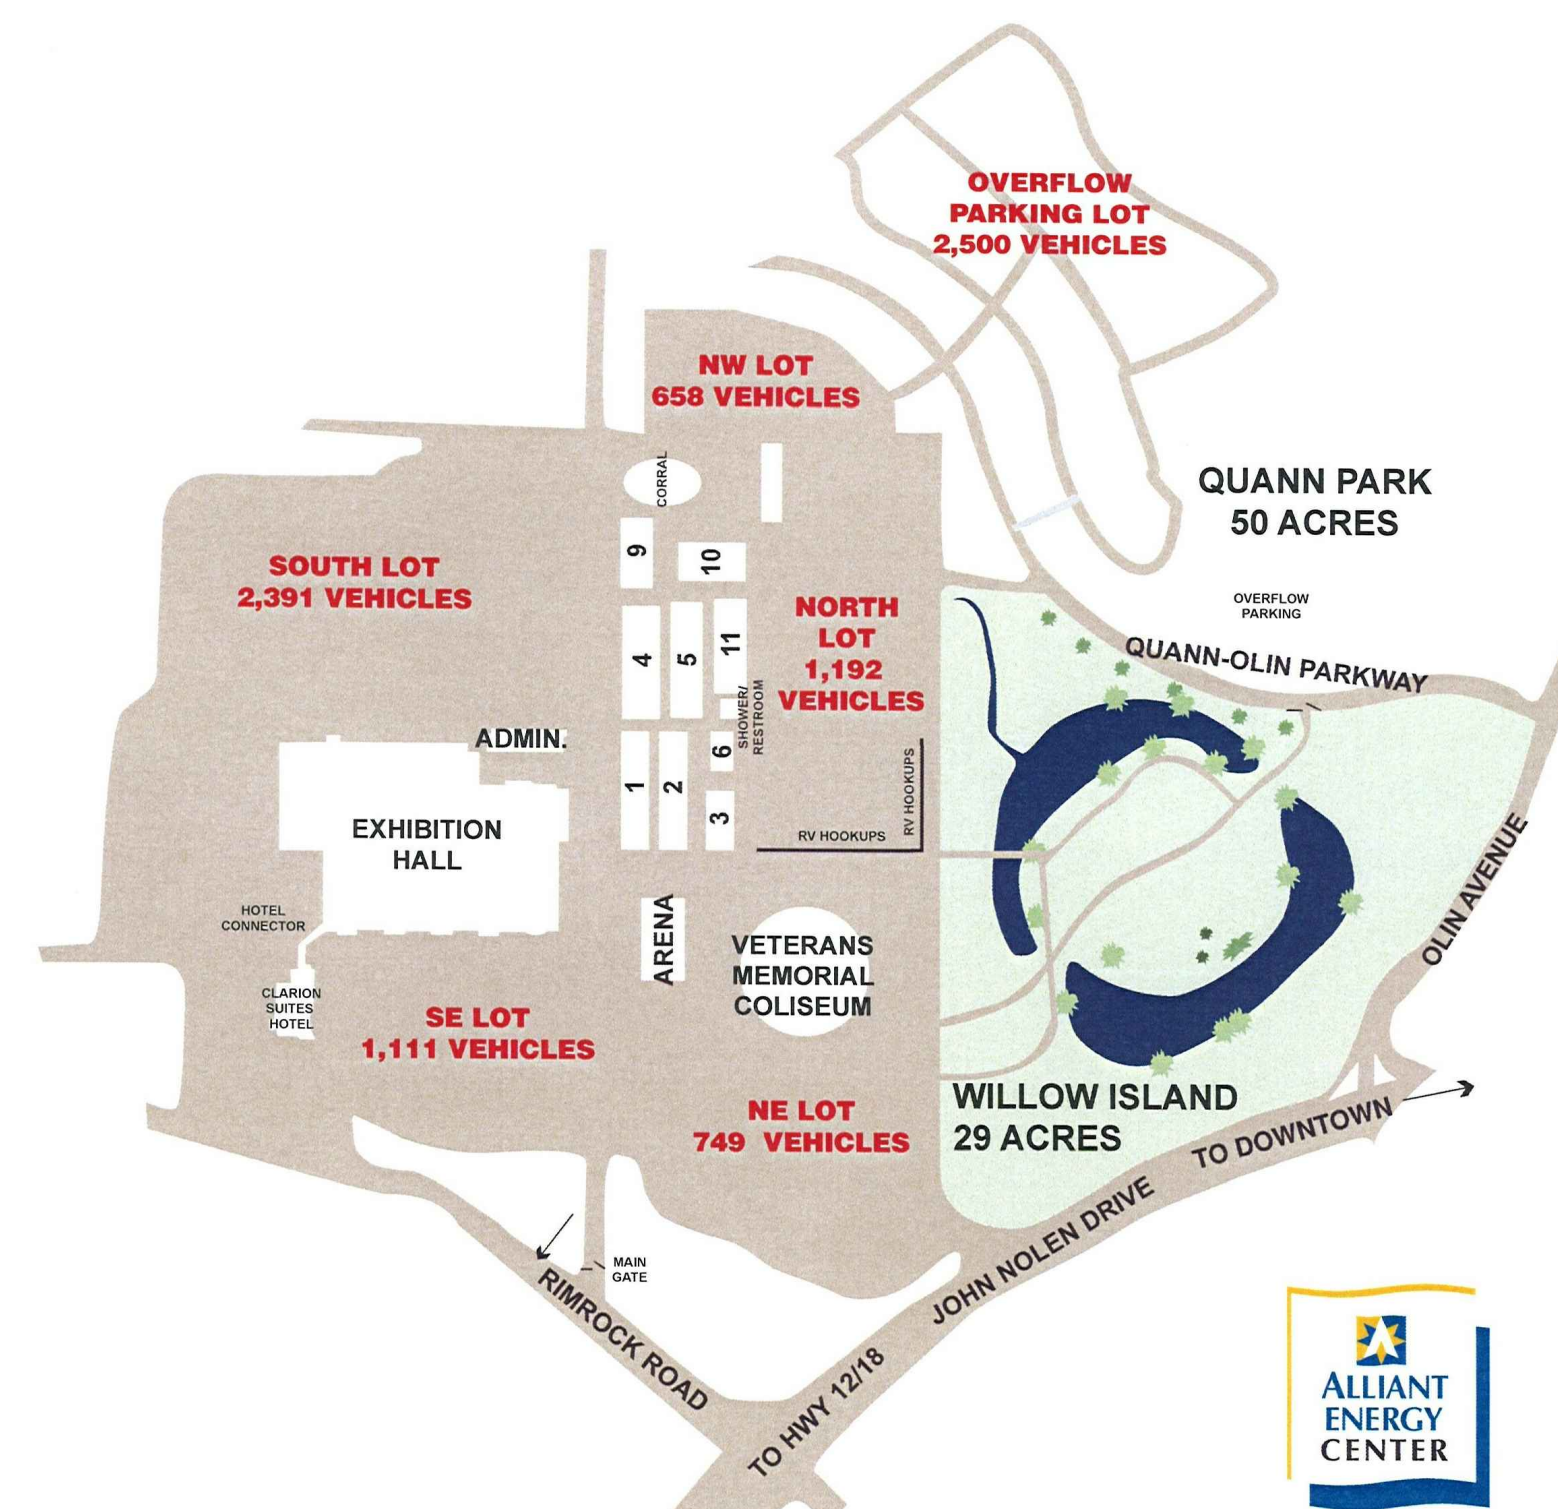 OVERFLOW
PARKING LOT
2,500 VEHICLES
NW LOT
658 VEHICLES
CORRAL
QUANN PARK
50 ACRES
9
10
SOUTH LOT
2,391 VEHICLES
OVERFLOW
PARKING
NORTH
LOT
1,192
VEHICLES
4
5
11
QUANN-OLIN PARKWAY
SHOWER/
RESTROOM
ADMIN.
1
2
6
3
RV HOOKUPS
RV HOOKUPS
EXHIBITION
HALL
OLIN AVENUE
HOTEL
CONNECTOR
ARENA
VETERANS
MEMORIAL
COLISEUM
CLARION
SUITES
HOTEL
SE LOT
1,111 VEHICLES
WILLOW ISLAND
29 ACRES
NE LOT
749 VEHICLES
TO DOWNTOWN
JOHN NOLEN DRIVE
MAIN
GATE
RIMROCK ROAD
TO HWY 12/18
ALLIANT
ENERGY
CENTER